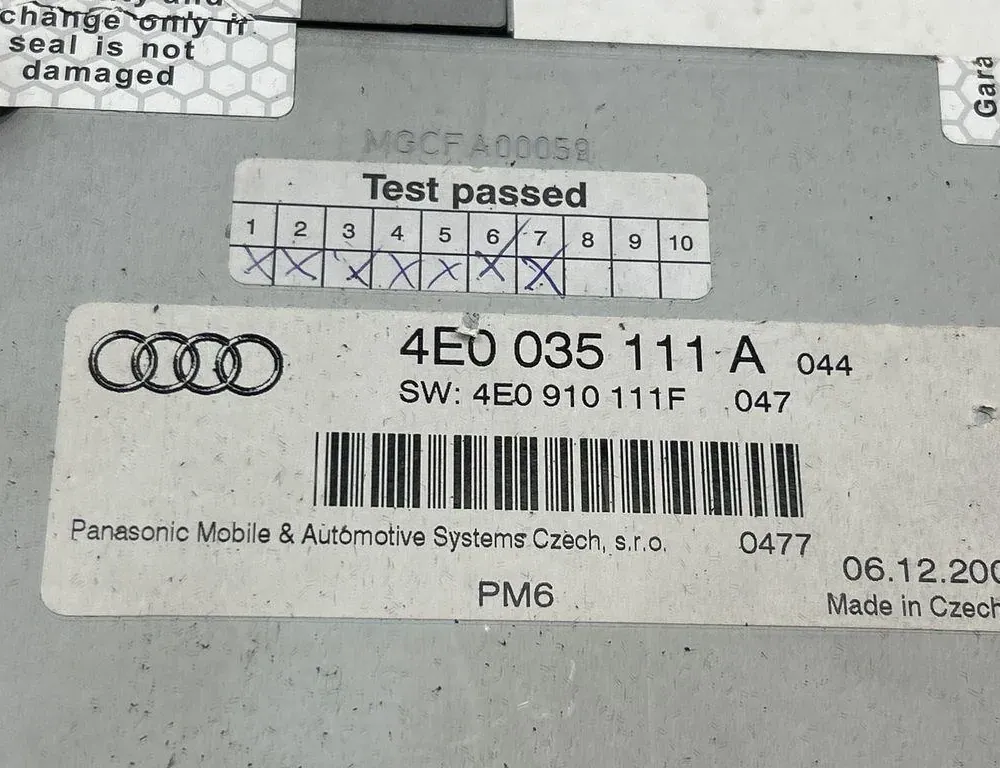 change only if
seal is not
damaged
Gara
MGCFA00059
Test passed
1 2 3 4 5 6 7 8 9 10
X X X X X X X
4E0 035 111 A 044
SW: 4E0 910 111F 047
Panasonic Mobile & Automotive Systems Czech, s.r.o. 0477
06.12.200
PM6
Made in Czech